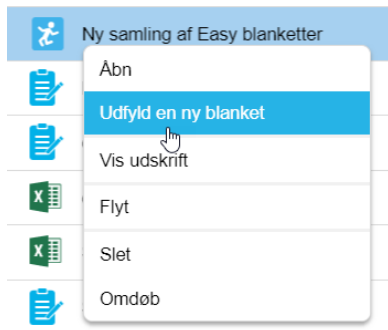 Ny samling af Easy blanketter
Åbn
Udfyld en ny blanket
Vis udskrift
Flyt
Slet
Omdøb